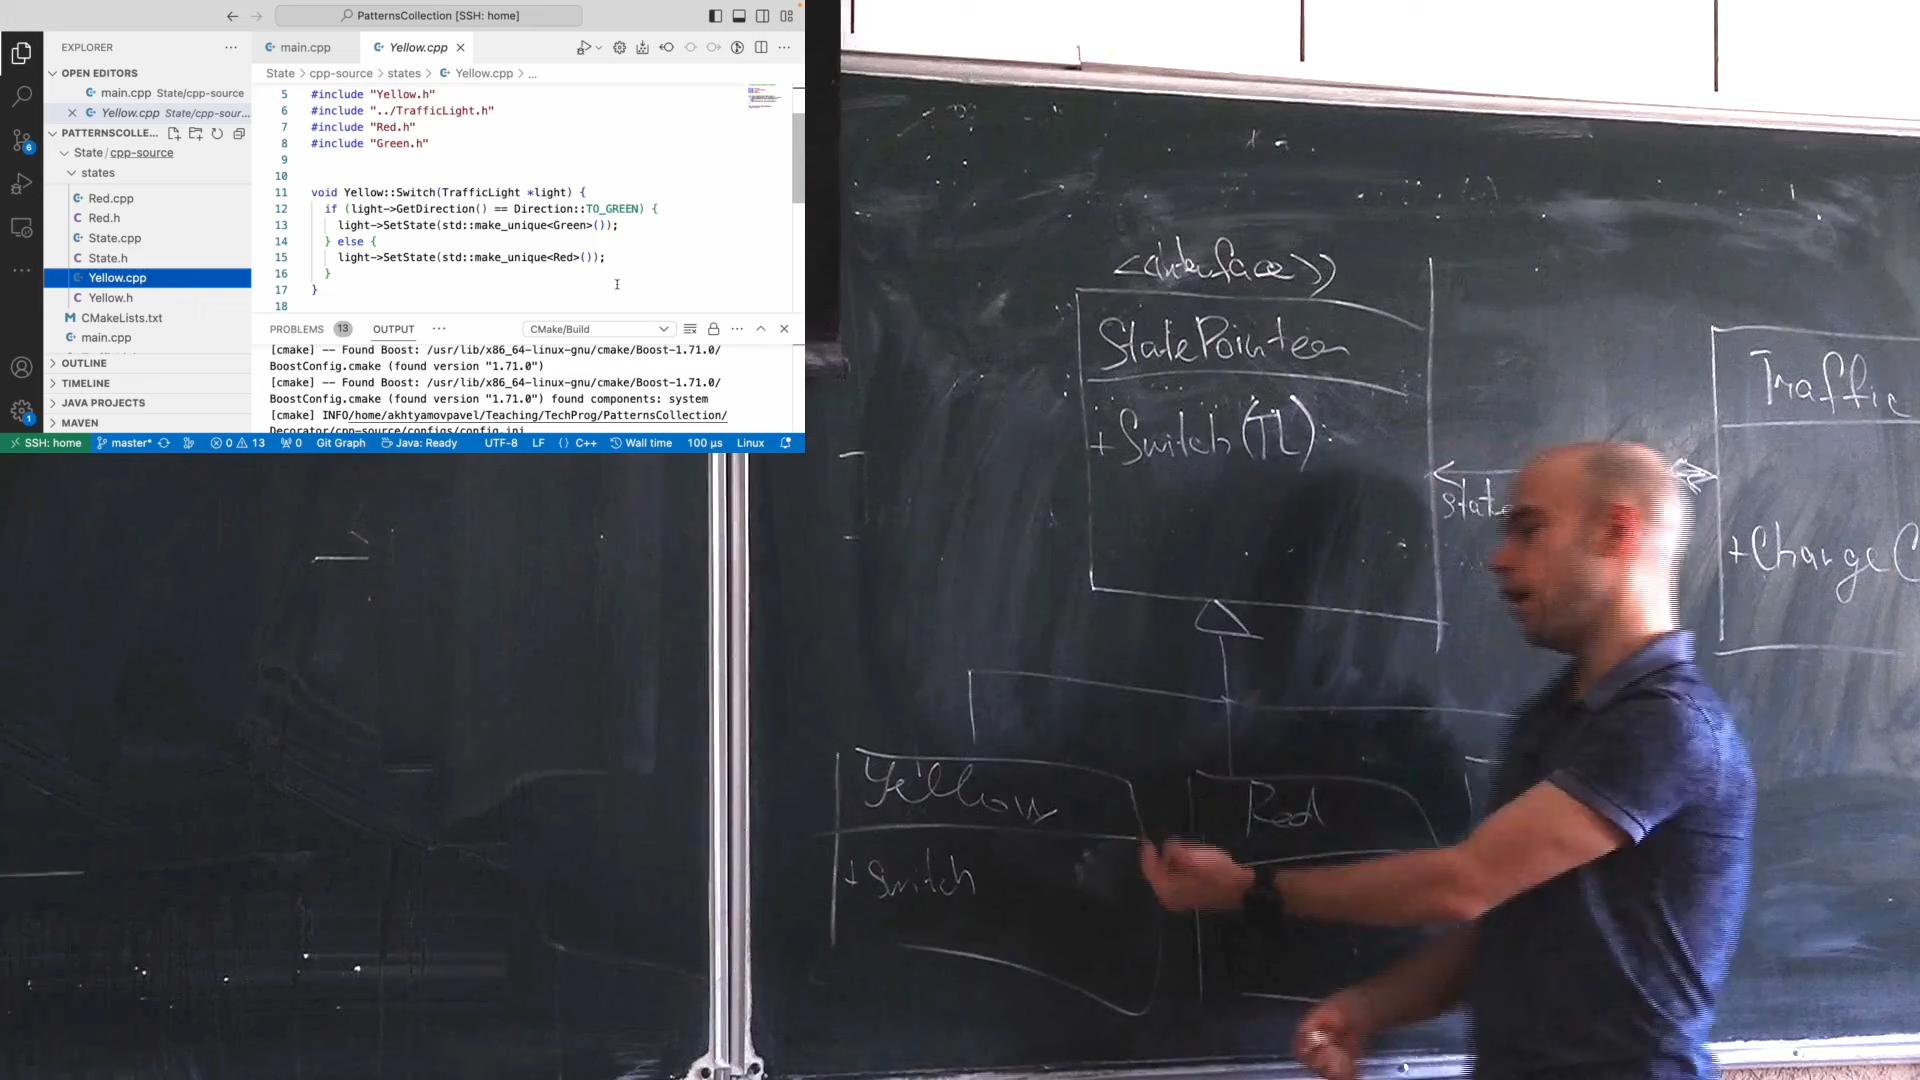 PatternsCollection [SSH: home]
EXPLORER
OPEN EDITORS
main.cpp State/cpp-source
Yellow.cpp State/cpp-sour...
PATTERNSCOLLE...
State / cpp-source
states
Red.cpp
Red.h
State.cpp
State.h
Yellow.cpp
Yellow.h
CMakeLists.txt
main.cpp
OUTLINE
TIMELINE
JAVA PROJECTS
MAVEN
6
1
main.cpp
Yellow.cpp
State > cpp-source > states > Yellow.cpp > ...
5 #include "Yellow.h"
6 #include "../TrafficLight.h"
7 #include "Red.h"
8 #include "Green.h"
9
10
11 void Yellow::Switch(TrafficLight *light) {
12 if (light->GetDirection() == Direction::TO_GREEN) {
13 light->SetState(std::make_unique<Green>());
14 } else {
15 light->SetState(std::make_unique<Red>());
16 }
17 }
18
PROBLEMS 13 OUTPUT CMake/Build
[cmake] -- Found Boost: /usr/lib/x86_64-linux-gnu/cmake/Boost-1.71.0/
BoostConfig.cmake (found version "1.71.0")
[cmake] -- Found Boost: /usr/lib/x86_64-linux-gnu/cmake/Boost-1.71.0/
BoostConfig.cmake (found version "1.71.0") found components: system
[cmake] INFO/home/akhtyamovpavel/Teaching/TechProg/PatternsCollection/
Decorator/cpp-source/configs/config.ini
SSH: home master* 0 13 0 Git Graph Java: Ready UTF-8 LF {} C++ Wall time 100 µs Linux
<<interface>>
+Switch(TL)
state
Traffic
+Change C
Yellow
+Switch
Red